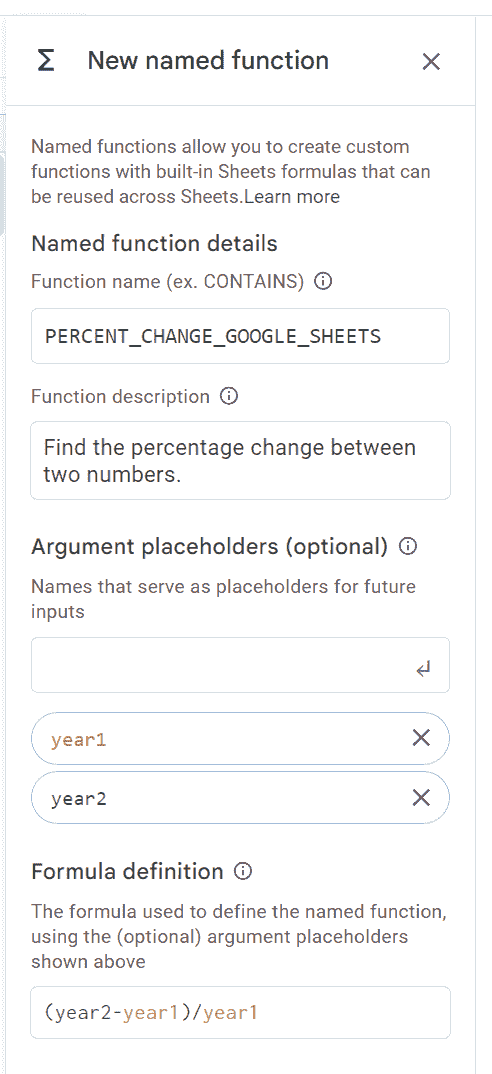 Σ New named function
Named functions allow you to create custom
functions with built-in Sheets formulas that can
be reused across Sheets.Learn more
Named function details
Function name (ex. CONTAINS)
PERCENT_CHANGE_GOOGLE_SHEETS
Function description
Find the percentage change between
two numbers.
Argument placeholders (optional)
Names that serve as placeholders for future
inputs
year1
year2
Formula definition
The formula used to define the named function,
using the (optional) argument placeholders
shown above
(year2-year1)/year1